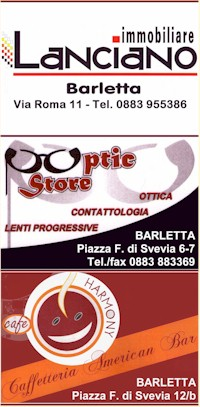 immobiliare
LANCIANO
Barletta
Via Roma 11 - Tel. 0883 955386
Optic
Store
OTTICA
CONTATTOLOGIA
LENTI PROGRESSIVE
BARLETTA
Piazza F. di Svevia 6-7
Tel./fax 0883 883369
HARMONY
cafe
Caffetteria American Bar
BARLETTA
Piazza F. di Svevia 12/b